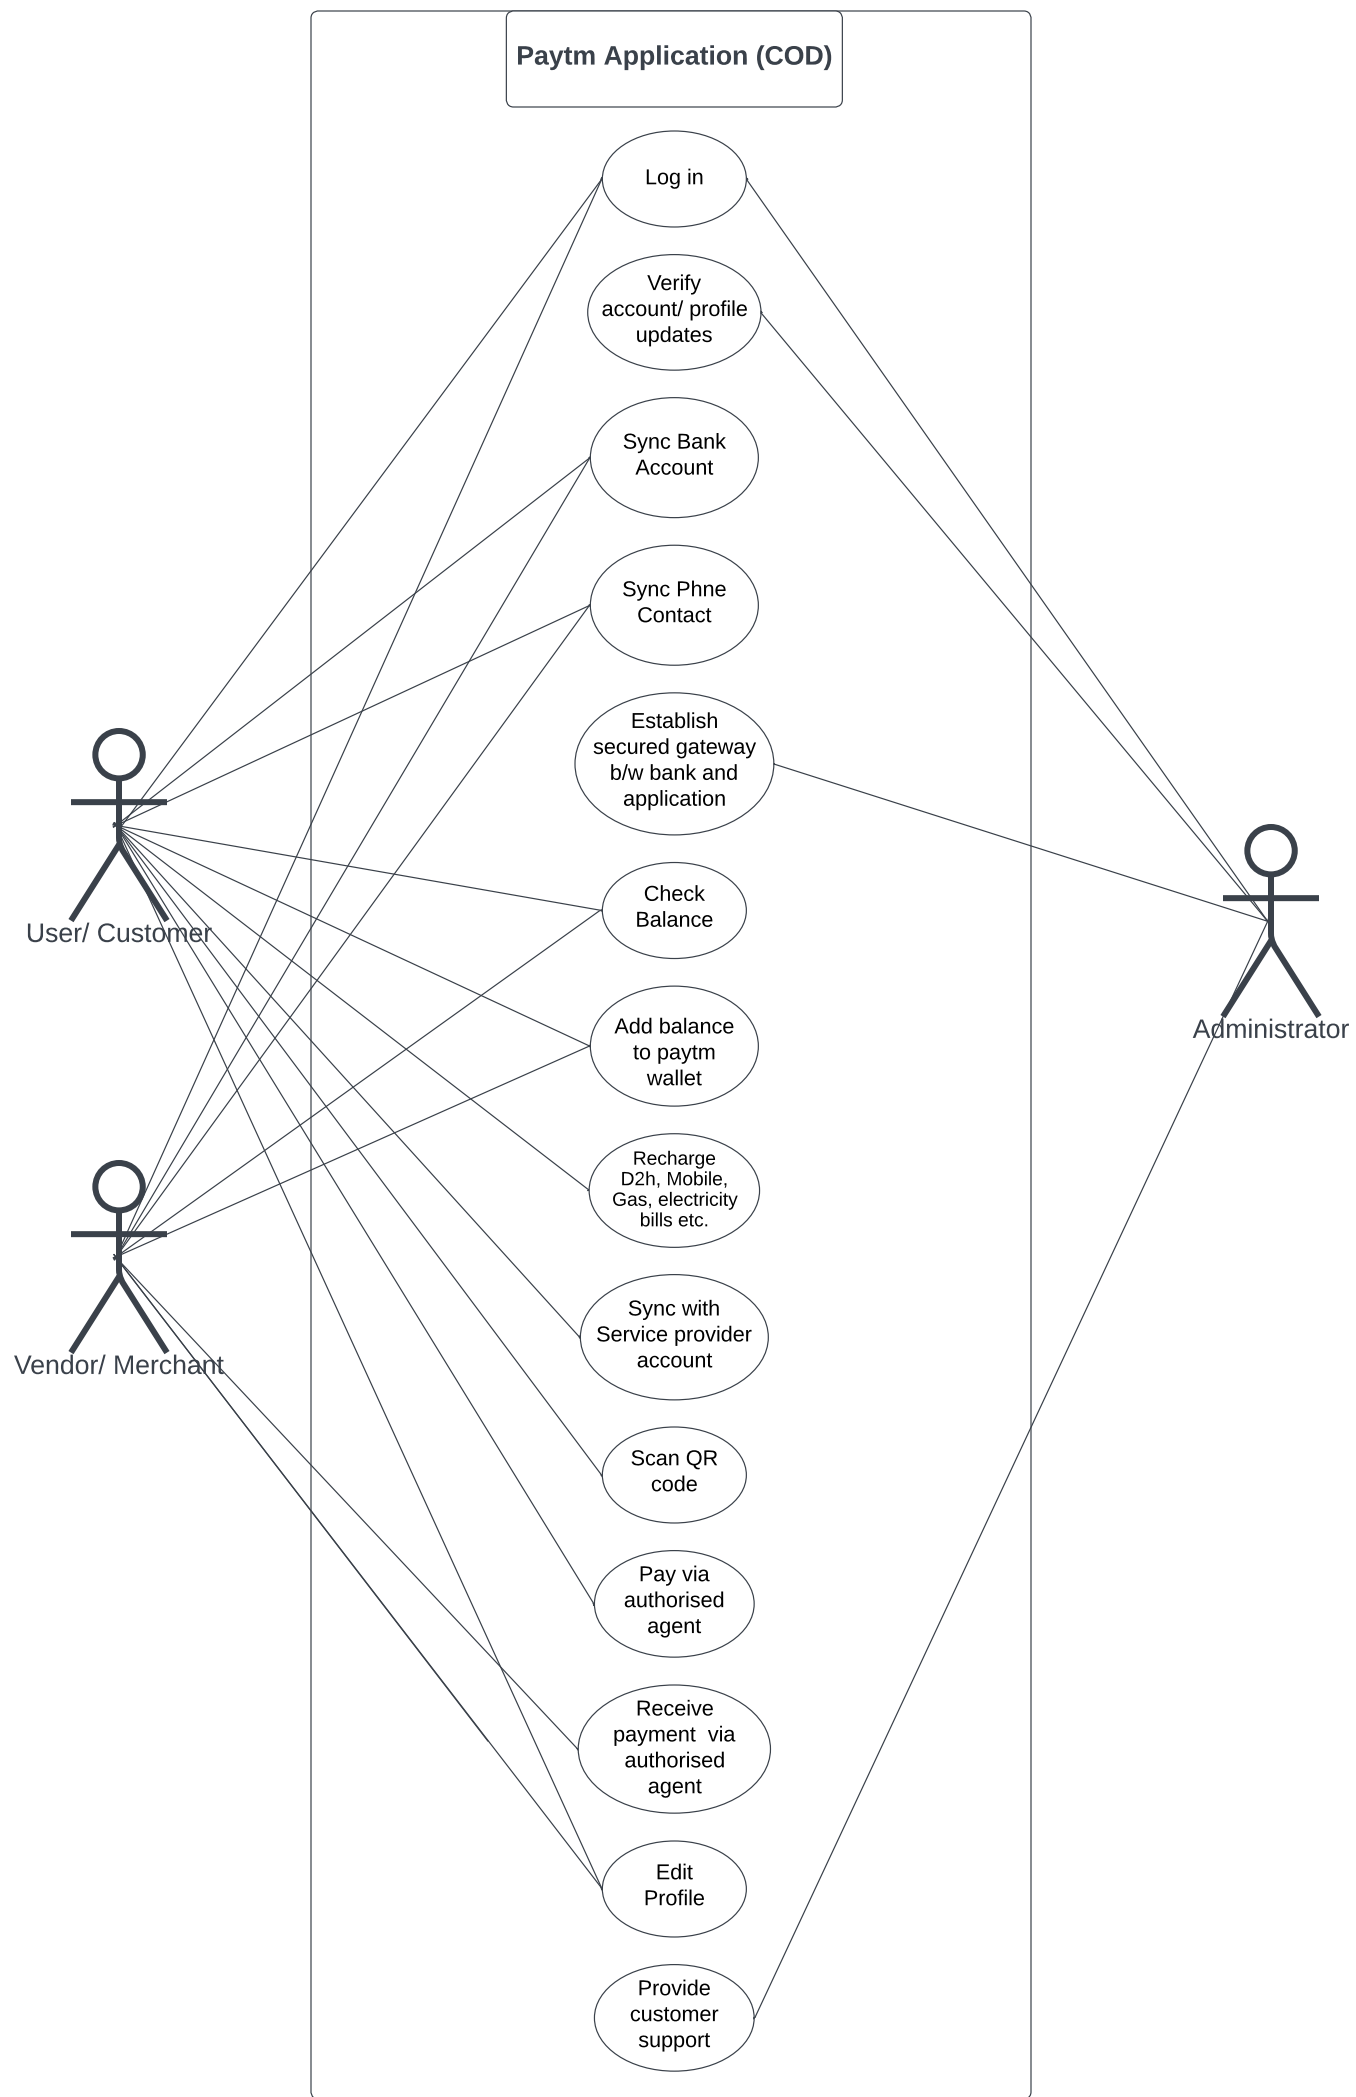 Paytm Application (COD)
Log in
Verify
account/ profile
updates
Sync Bank
Account
Sync Phne
Contact
Establish
secured gateway
b/w bank and
application
User/ Customer
Check
Balance
Administrator
Add balance
to paytm
wallet
Recharge
D2h, Mobile,
Gas, electricity
bills etc.
Vendor/ Merchant
Sync with
Service provider
account
Scan QR
code
Pay via
authorised
agent
Receive
payment  via
authorised
agent
Edit
Profile
Provide
customer
support